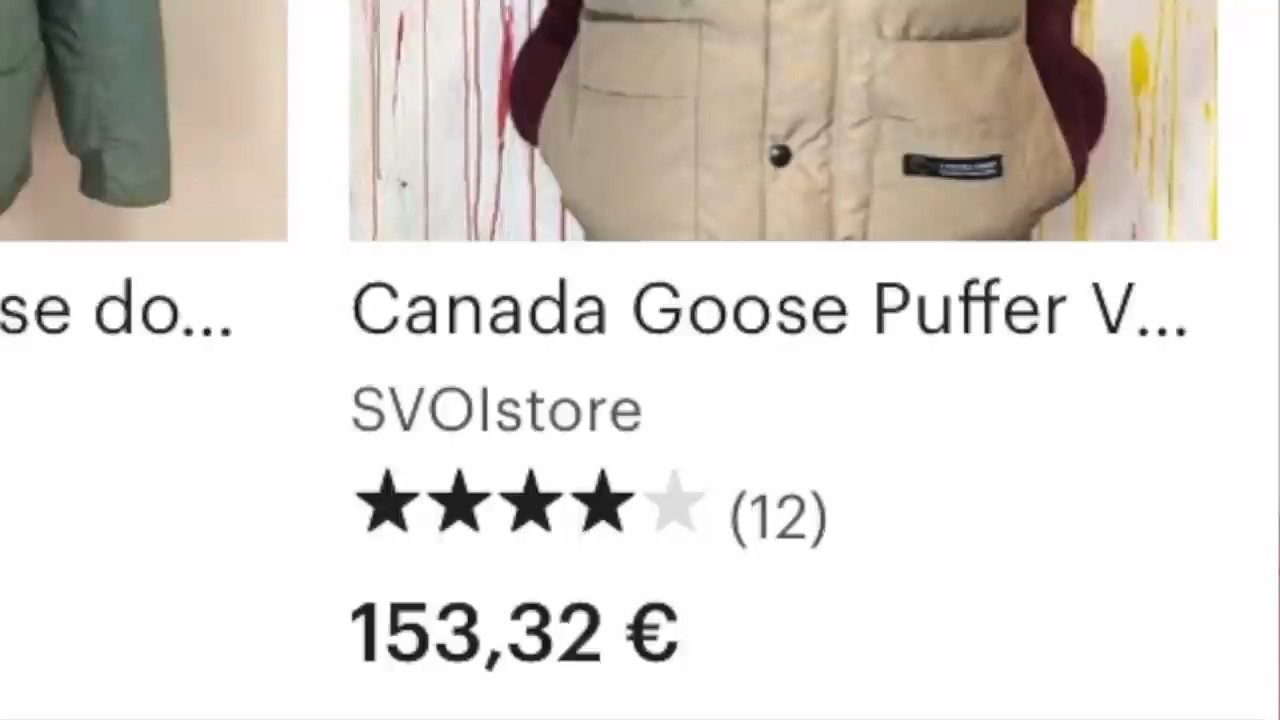 se do...
Canada Goose Puffer V...
SVOIstore
(12)
153,32 €